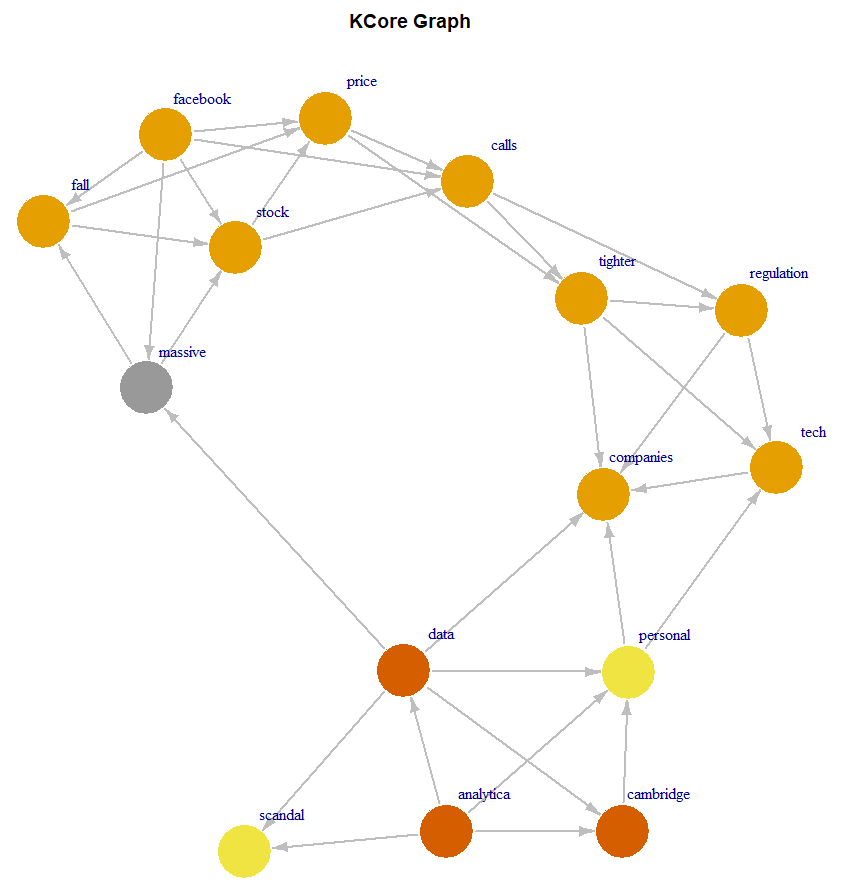 KCore Graph
price
facebook
calls
fall
stock
tighter
regulation
massive
tech
companies
data
personal
analytica
cambridge
scandal